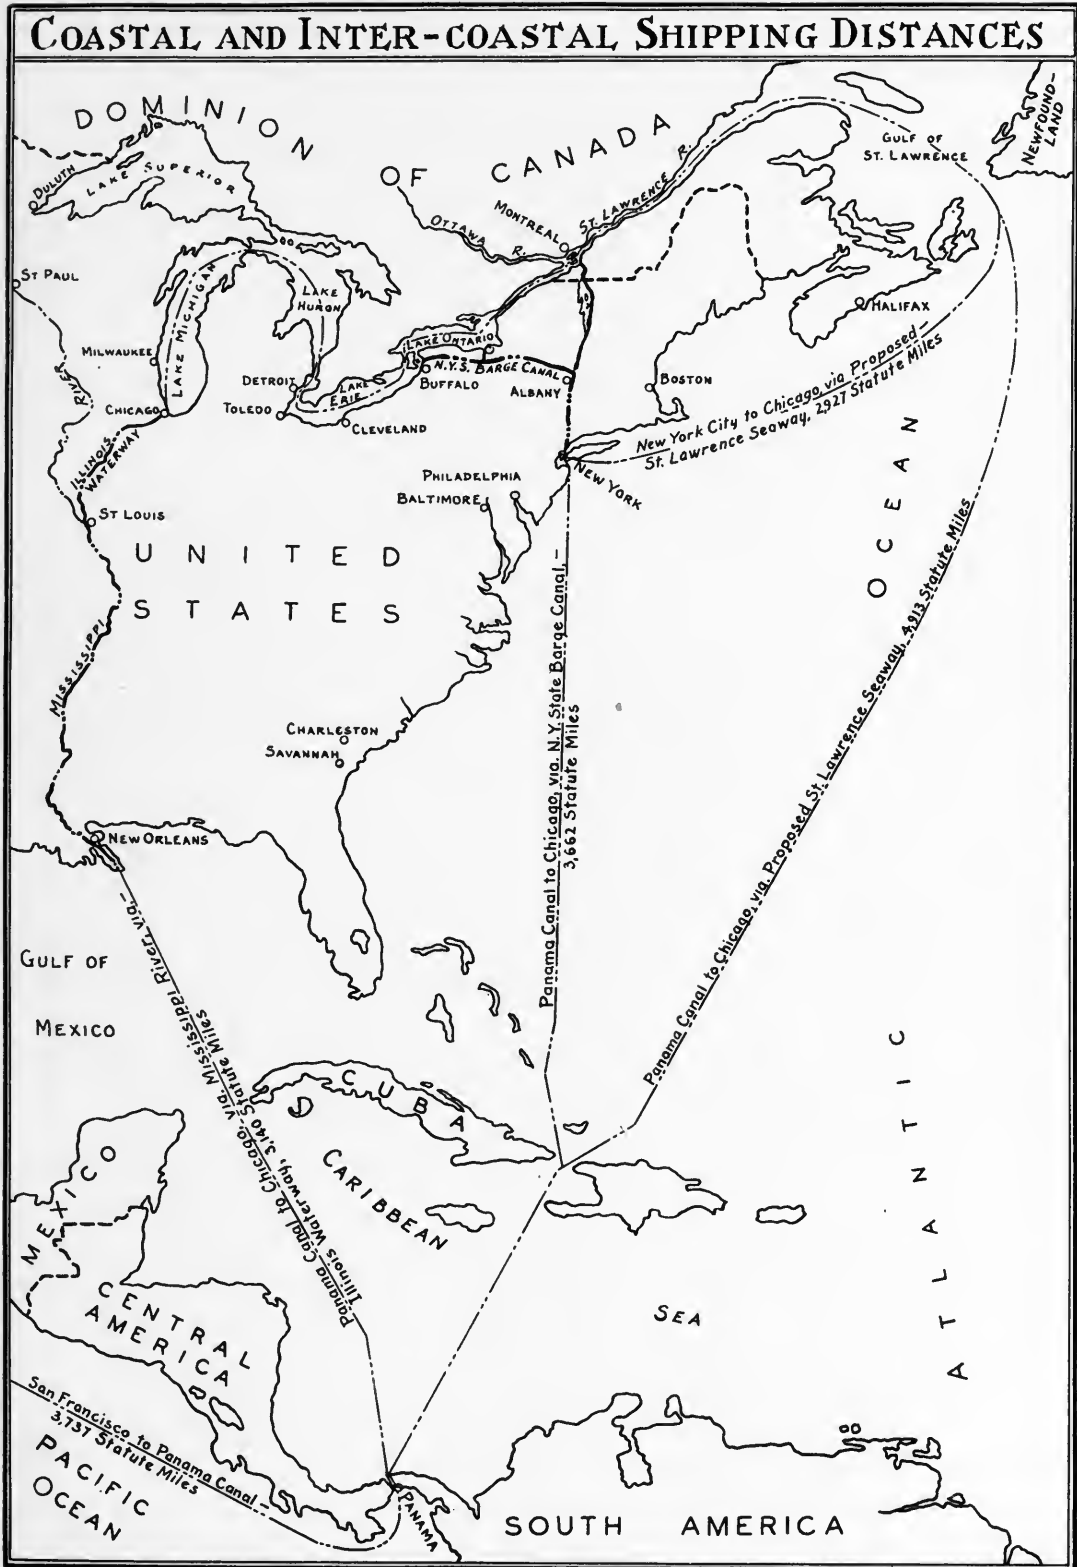 COASTAL AND INTER-COASTAL SHIPPING DISTANCES
DOMINION
OF CANADA
NEWFOUND-
LAND
GULF OF
ST. LAWRENCE
DULUTH
LAKE SUPERIOR
OTTAWA R.
MONTREAL
ST. LAWRENCE R.
ST PAUL
LAKE MICHIGAN
LAKE
HURON
LAKE ONTARIO
HALIFAX
MILWAUKEE
N.Y.S. BARGE CANAL
DETROIT
LAKE
ERIE
BUFFALO
ALBANY
BOSTON
CHICAGO
TOLEDO
CLEVELAND
New York City to Chicago, via Proposed-
St. Lawrence Seaway, 2,927 Statute Miles
RIVER
ILLINOIS
WATERWAY
PHILADELPHIA
BALTIMORE
NEW YORK
ST LOUIS
UNITED
STATES
OCEAN
MISSISSIPPI
CHARLESTON
SAVANNAH
NEW ORLEANS
Panama Canal to Chicago, via. N.Y. State Barge Canal,-
3,662 Statute Miles
Panama Canal to Chicago, via. Proposed St. Lawrence Seaway, 4,913 Statute Miles
GULF OF
MEXICO
Panama Canal to Chicago,- via. Mississippi River, via,-
Illinois Waterway, 3,140 Statute Miles
CUBA
CARIBBEAN
SEA
ATLANTIC
MEXICO
CENTRAL
AMERICA
San Francisco to Panama Canal-
3,737 Statute Miles
PACIFIC
OCEAN
PANAMA
SOUTH AMERICA